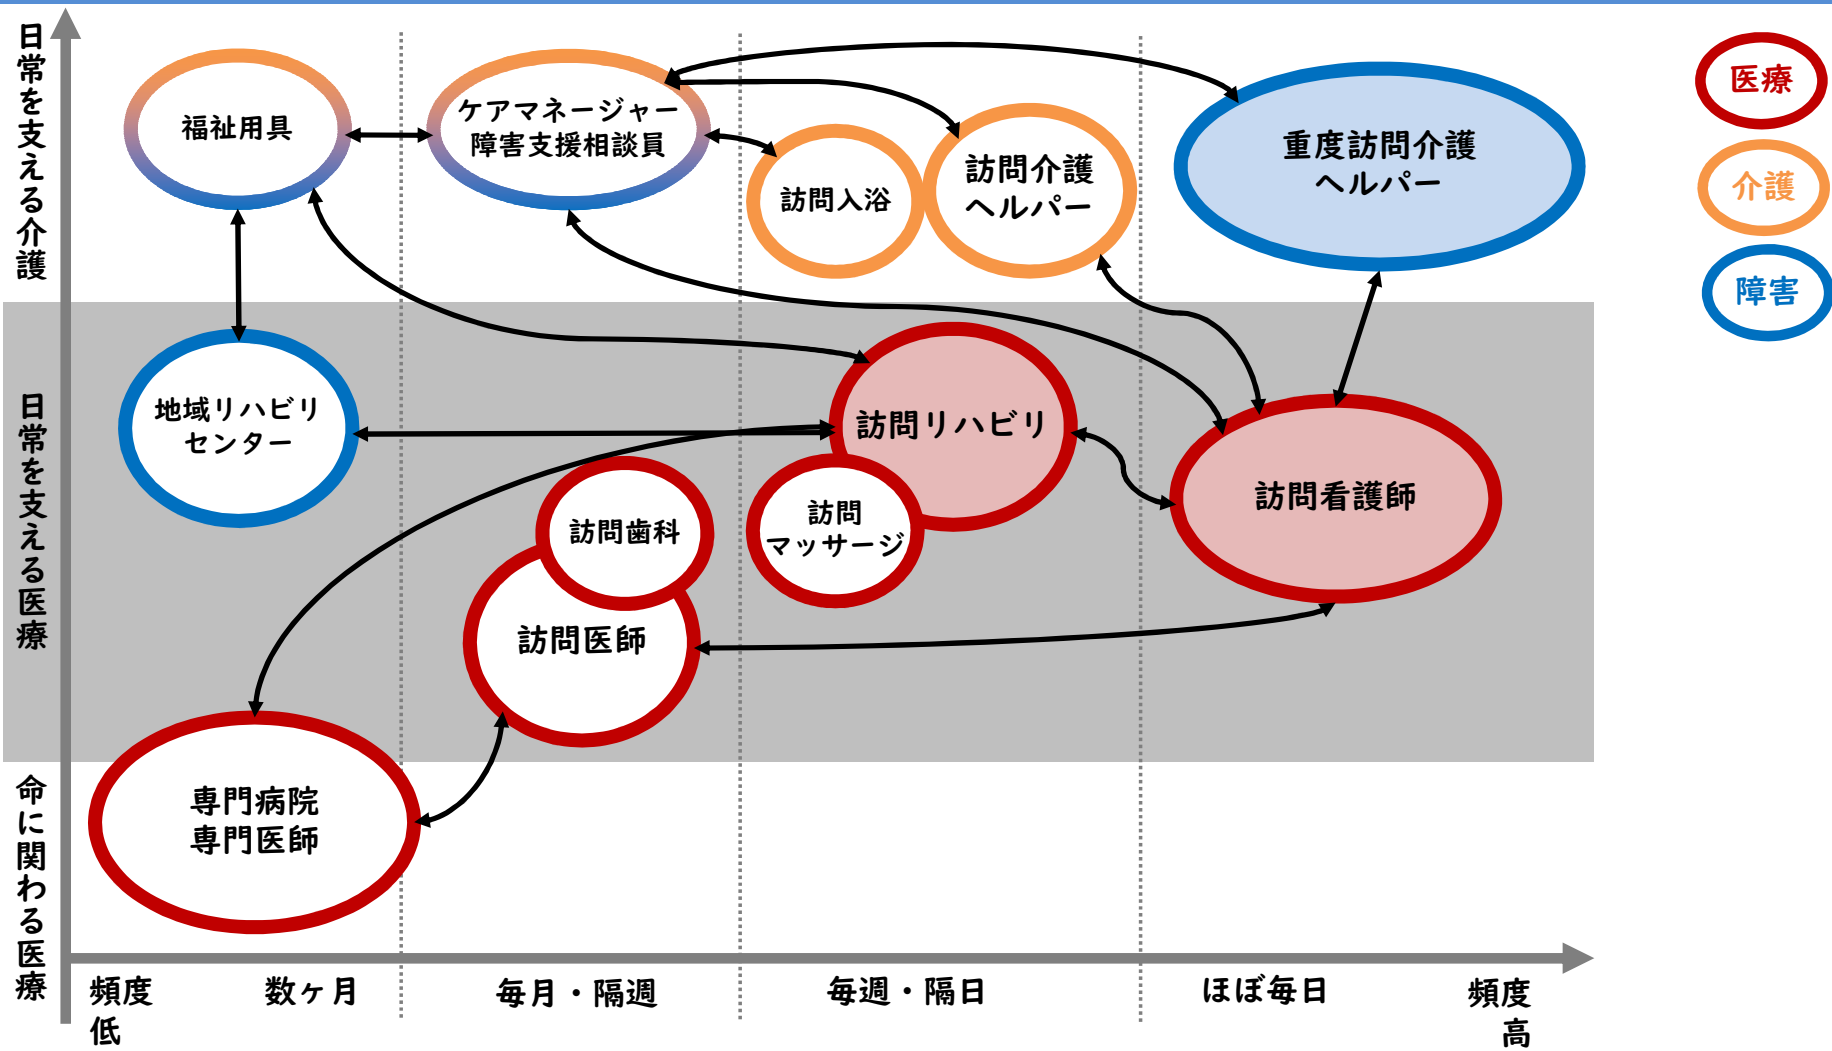 日常を支える介護
福祉用具
ケアマネージャー
障害支援相談員
訪問入浴
訪問介護
ヘルパー
重度訪問介護
ヘルパー
医療
介護
障害
日常を支える医療
地域リハビリ
センター
訪問リハビリ
訪問
マッサージ
訪問歯科
訪問医師
訪問看護師
命に関わる医療
専門病院
専門医師
頻度
低
数ヶ月
毎月・隔週
毎週・隔日
ほぼ毎日
頻度
高